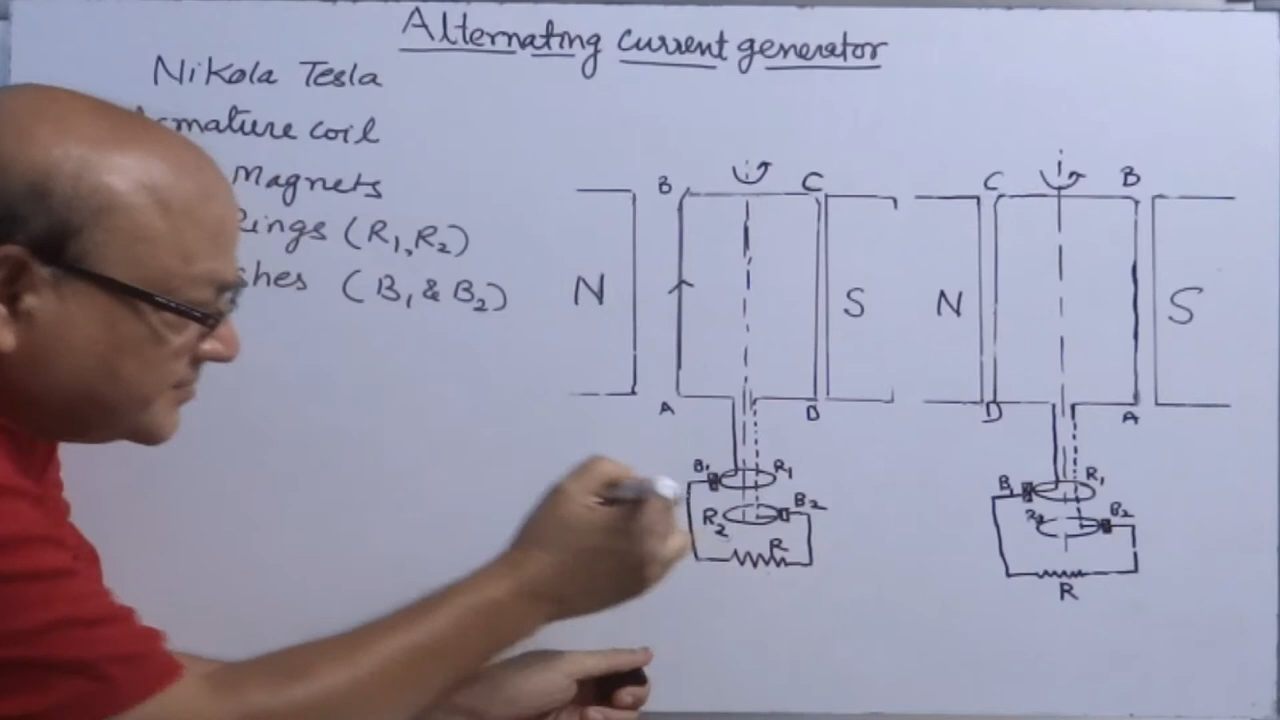 Alternating current generator
Nikola Tesla
Armature coil
Magnets
Rings (R₁,R₂)
shes (B₁ & B₂)
B C C B
N S N S
A D D A
B₁ R₁ B₁ R₁
R₂ B₂ R₂ B₂
R R